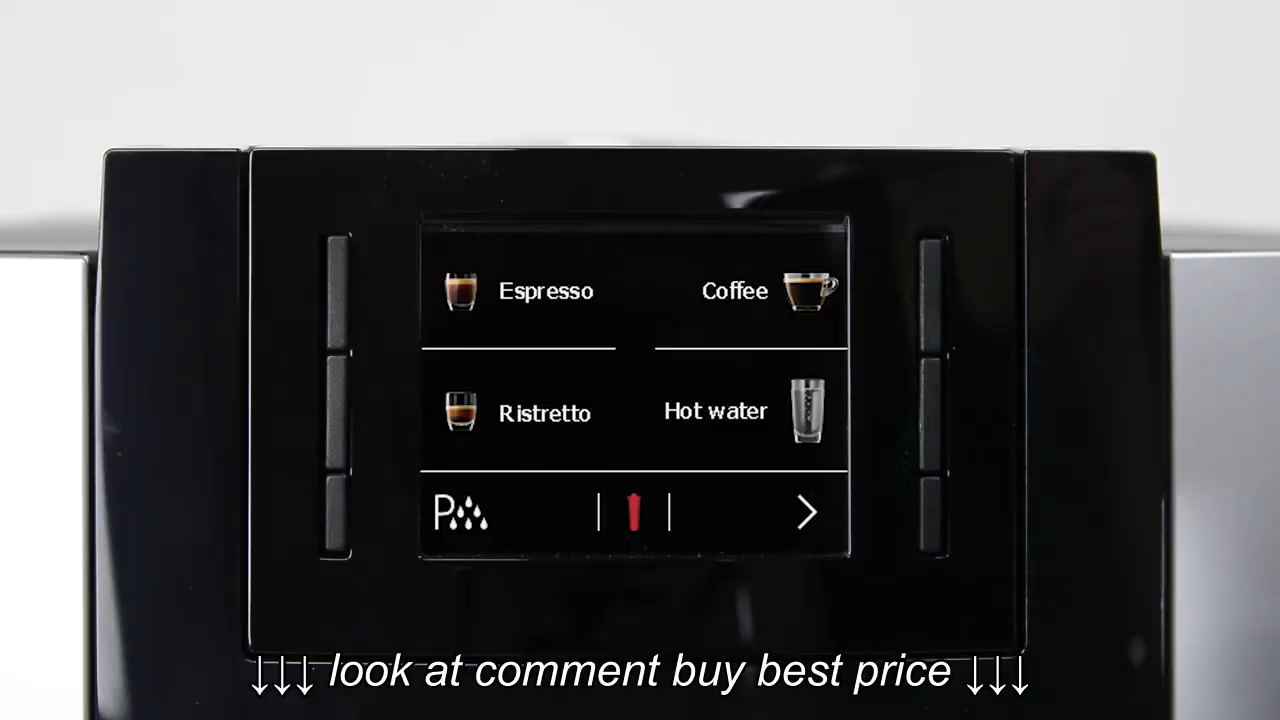 Espresso
Coffee
Ristretto
Hot water
P
↓↓↓ look at comment buy best price ↓↓↓